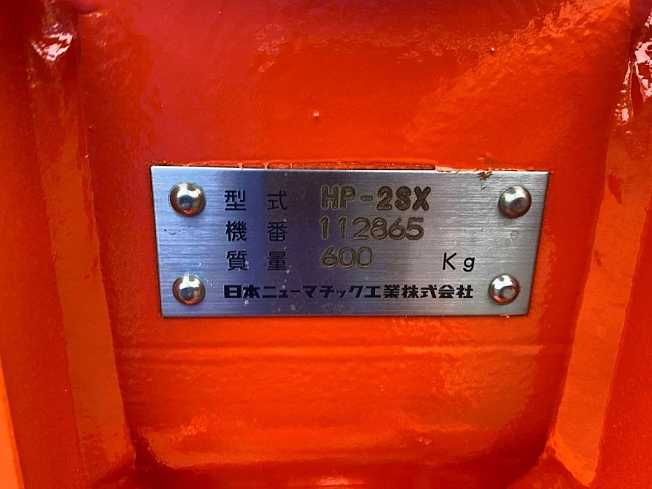 型式 HP-2SX
機番 112865
質量 600 Kg
日本ニューマチック工業株式会社